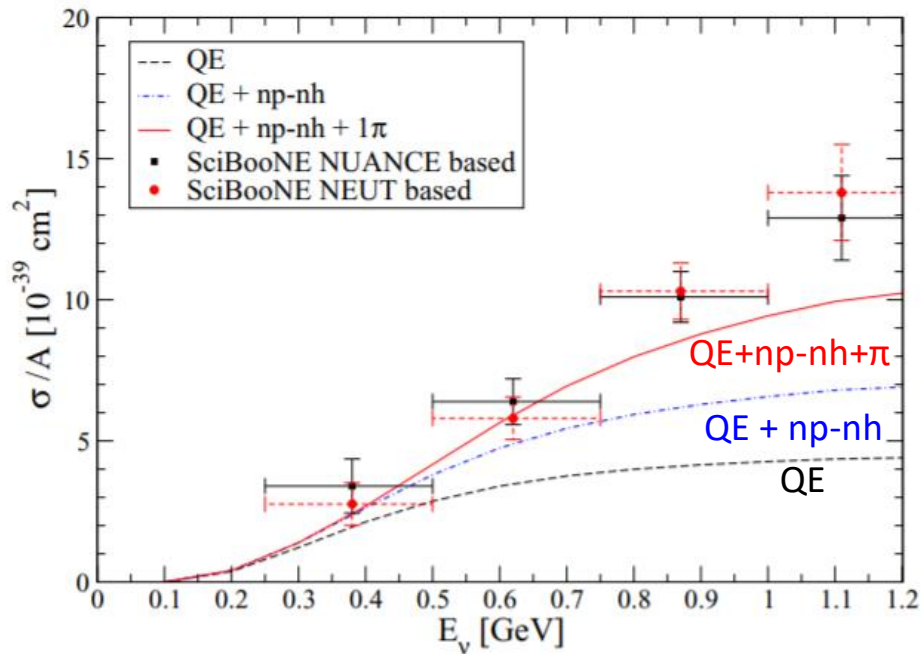 20
15
10
5
0
σ/A [10⁻³⁹ cm²]
QE
QE + np-nh
QE + np-nh + 1π
SciBooNE NUANCE based
SciBooNE NEUT based
QE+np-nh+π
QE + np-nh
QE
0 0.1 0.2 0.3 0.4 0.5 0.6 0.7 0.8 0.9 1 1.1 1.2
E_ν [GeV]